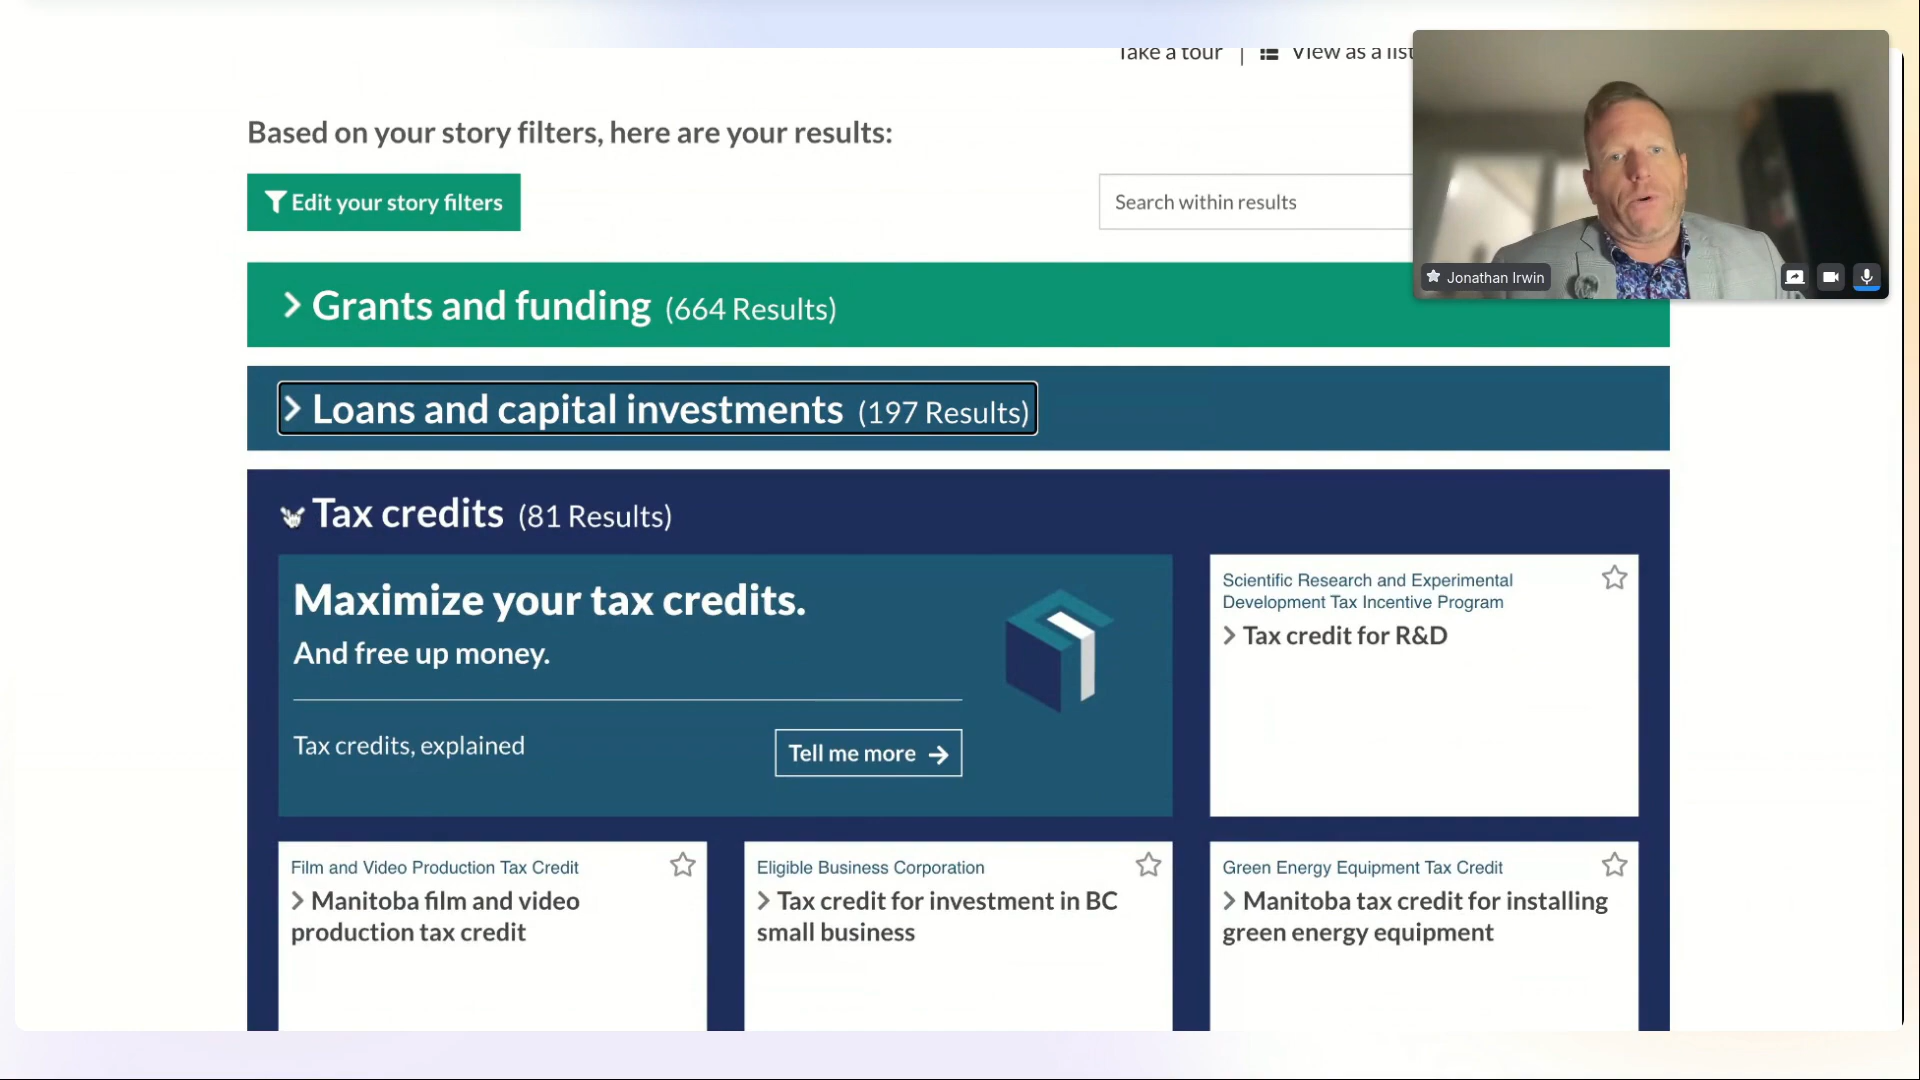 Take a tour | View as a list
Based on your story filters, here are your results:
Edit your story filters
Search within results
Jonathan Irwin
Grants and funding (664 Results)
Loans and capital investments (197 Results)
Tax credits (81 Results)
Maximize your tax credits.
And free up money.
Tax credits, explained
Tell me more
Scientific Research and Experimental
Development Tax Incentive Program
Tax credit for R&D
Film and Video Production Tax Credit
Manitoba film and video
production tax credit
Eligible Business Corporation
Tax credit for investment in BC
small business
Green Energy Equipment Tax Credit
Manitoba tax credit for installing
green energy equipment